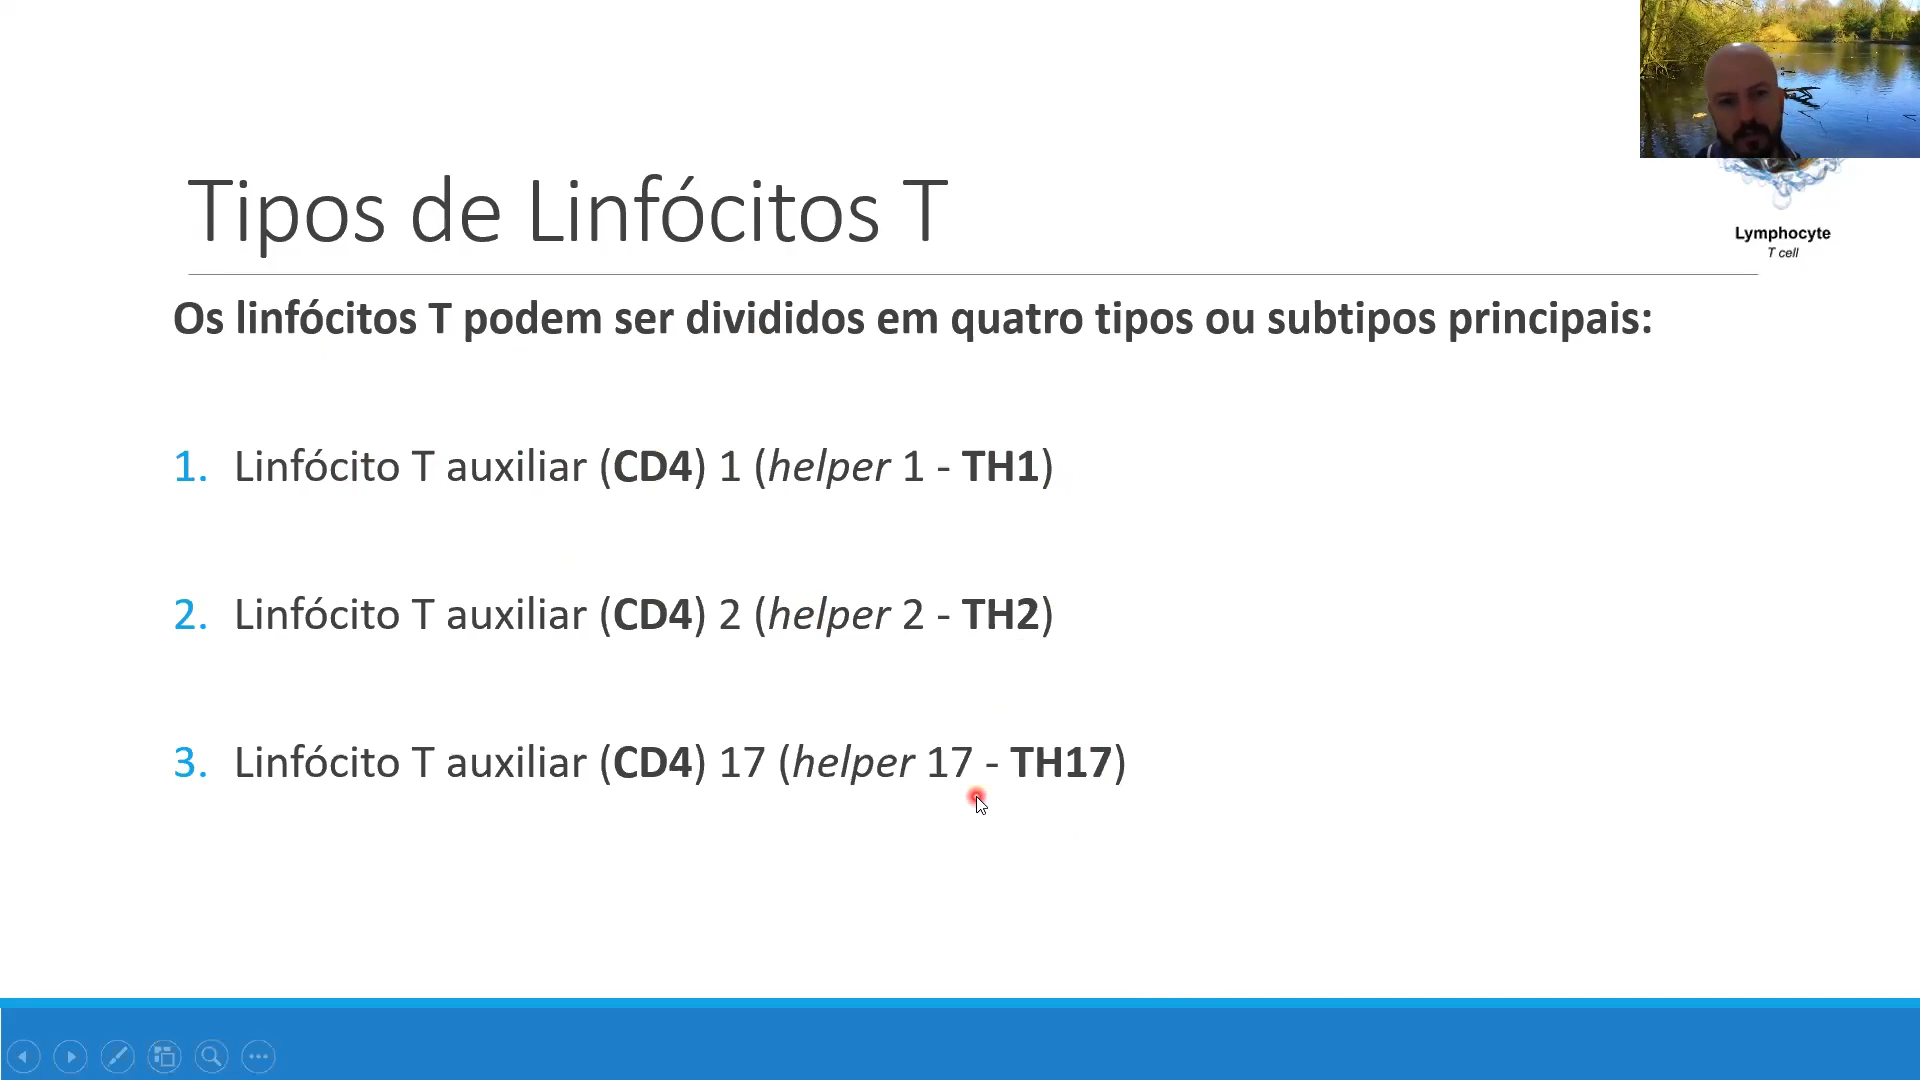 Tipos de Linfócitos T
Lymphocyte
T cell
Os linfócitos T podem ser divididos em quatro tipos ou subtipos principais:
1. Linfócito T auxiliar (CD4) 1 (helper 1 - TH1)
2. Linfócito T auxiliar (CD4) 2 (helper 2 - TH2)
3. Linfócito T auxiliar (CD4) 17 (helper 17 - TH17)